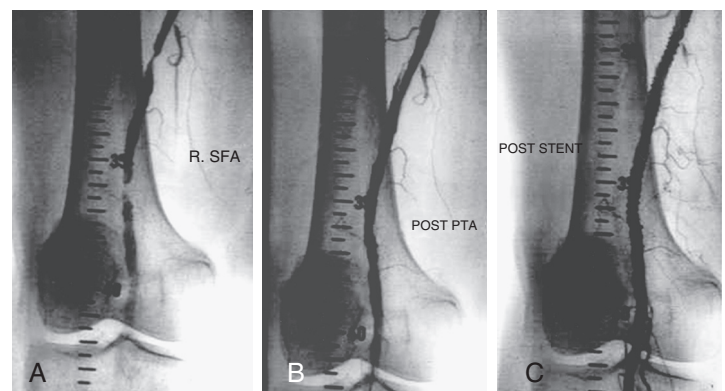 R. SFA
A
POST PTA
B
POST STENT
C